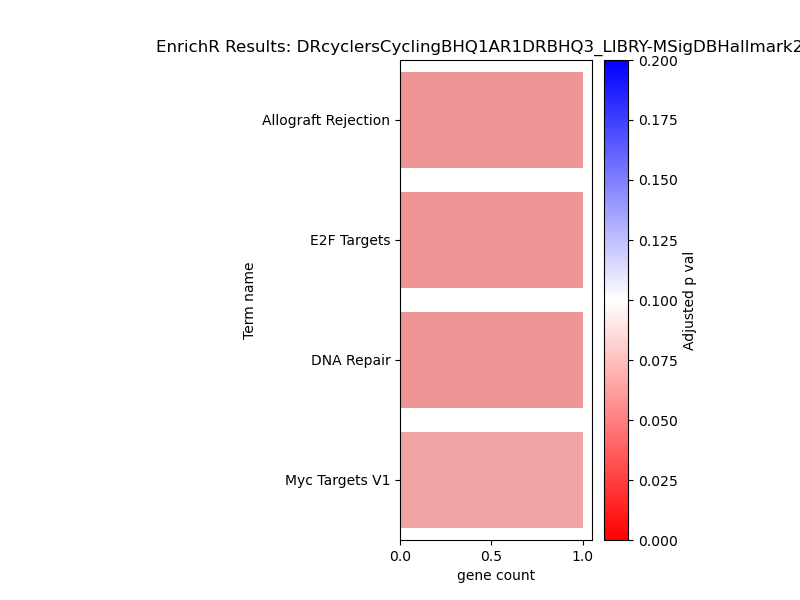 EnrichR Results: DRcyclersCyclingBHQ1AR1DRBHQ3_LIBRY-MSigDBHallmark2
Allograft Rejection
E2F Targets
DNA Repair
Myc Targets V1
Term name
0.0 0.5 1.0
gene count
0.200
0.175
0.150
0.125
0.100
0.075
0.050
0.025
0.000
Adjusted p val